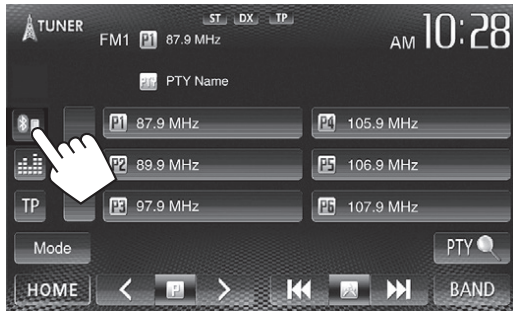 TUNER
ST DX TP
FM1 P1 87.9 MHz
AM 10:28
PTY PTY Name
P1 87.9 MHz
P4 105.9 MHz
P2 89.9 MHz
P5 106.9 MHz
TP
P3 97.9 MHz
P6 107.9 MHz
Mode
PTY
HOME
P
BAND